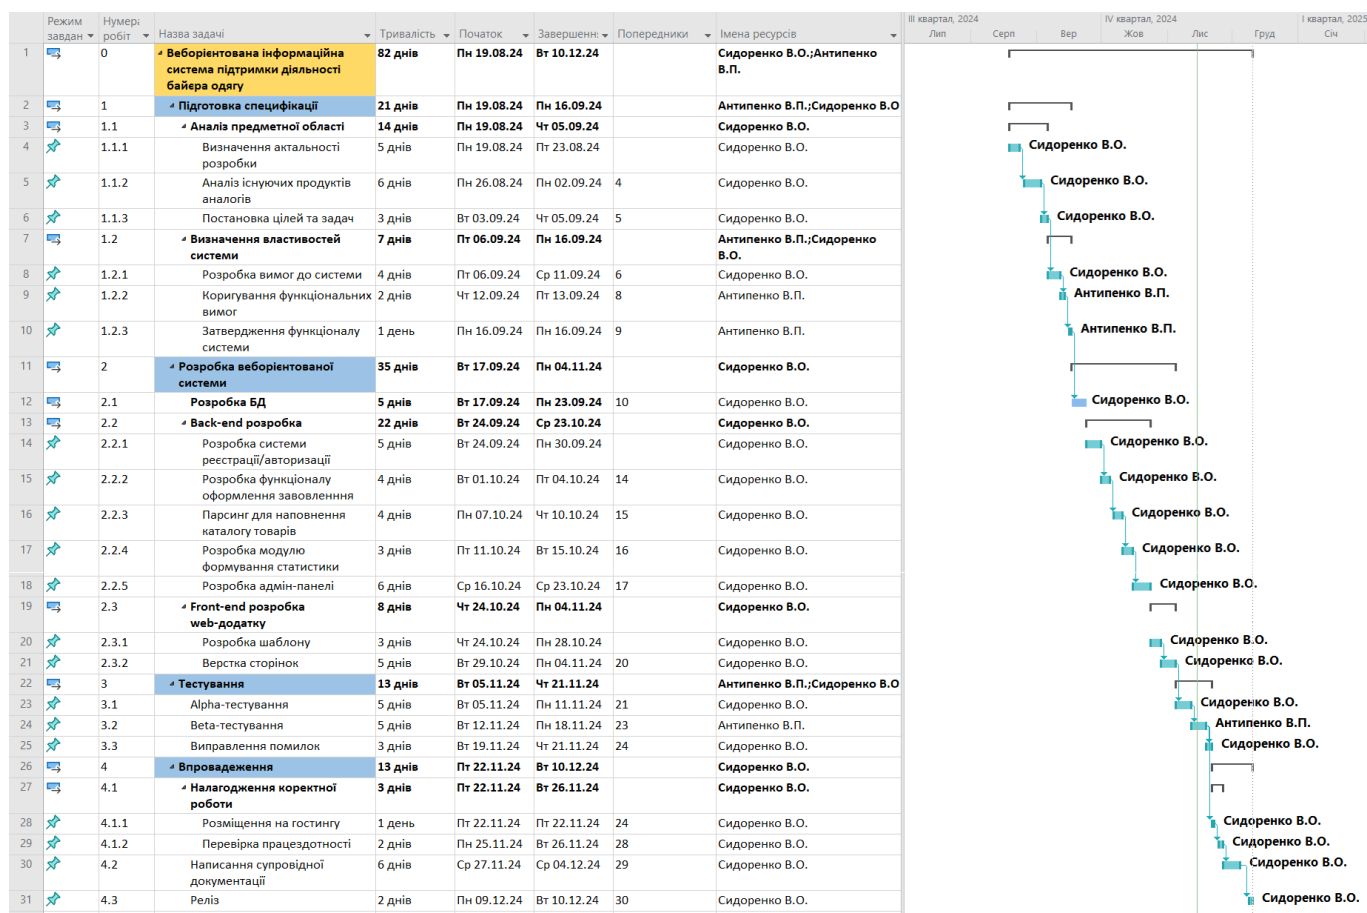 Режим завдан Нумера робіт Назва задачі Тривалість Початок Завершенн: Попередники Імена ресурсів
III квартал, 2024 IV квартал, 2024 I квартал, 2025
Лип Серп Вер Жов Лис Груд Січ
1 0 Веборієнтована інформаційна 82 днів Пн 19.08.24 Вт 10.12.24 Сидоренко В.О.;Антипенко
система підтримки діяльності В.П.
байєра одягу
2 1 Підготовка специфікації 21 днів Пн 19.08.24 Пн 16.09.24 Антипенко В.П.;Сидоренко В.О
3 1.1 Аналіз предметної області 14 днів Пн 19.08.24 Чт 05.09.24 Сидоренко В.О.
4 1.1.1 Визначення актальності 5 днів Пн 19.08.24 Пт 23.08.24 Сидоренко В.О. Сидоренко В.О.
розробки
5 1.1.2 Аналіз існуючих продуктів 6 днів Пн 26.08.24 Пн 02.09.24 4 Сидоренко В.О. Сидоренко В.О.
аналогів
6 1.1.3 Постановка цілей та задач 3 днів Вт 03.09.24 Чт 05.09.24 5 Сидоренко В.О. Сидоренко В.О.
7 1.2 Визначення властивостей 7 днів Пт 06.09.24 Пн 16.09.24 Антипенко В.П.;Сидоренко
системи В.О.
8 1.2.1 Розробка вимог до системи 4 днів Пт 06.09.24 Ср 11.09.24 6 Сидоренко В.О. Сидоренко В.О.
9 1.2.2 Коригування функціональних 2 днів Чт 12.09.24 Пт 13.09.24 8 Антипенко В.П. Антипенко В.П.
вимог
10 1.2.3 Затвердження функціоналу 1 день Пн 16.09.24 Пн 16.09.24 9 Антипенко В.П. Антипенко В.П.
системи
11 2 Розробка веборієнтованої 35 днів Вт 17.09.24 Пн 04.11.24 Сидоренко В.О.
системи
12 2.1 Розробка БД 5 днів Вт 17.09.24 Пн 23.09.24 10 Сидоренко В.О. Сидоренко В.О.
13 2.2 Back-end розробка 22 днів Вт 24.09.24 Ср 23.10.24 Сидоренко В.О.
14 2.2.1 Розробка системи 5 днів Вт 24.09.24 Пн 30.09.24 Сидоренко В.О. Сидоренко В.О.
реєстрації/авторизації
15 2.2.2 Розробка функціоналу 4 днів Вт 01.10.24 Пт 04.10.24 14 Сидоренко В.О. Сидоренко В.О.
оформлення завовленння
16 2.2.3 Парсинг для наповнення 4 днів Пн 07.10.24 Чт 10.10.24 15 Сидоренко В.О. Сидоренко В.О.
каталогу товарів
17 2.2.4 Розробка модулю 3 днів Пт 11.10.24 Вт 15.10.24 16 Сидоренко В.О. Сидоренко В.О.
формування статистики
18 2.2.5 Розробка адмін-панелі 6 днів Ср 16.10.24 Ср 23.10.24 17 Сидоренко В.О. Сидоренко В.О.
19 2.3 Front-end розробка 8 днів Чт 24.10.24 Пн 04.11.24 Сидоренко В.О.
web-додатку
20 2.3.1 Розробка шаблону 3 днів Чт 24.10.24 Пн 28.10.24 Сидоренко В.О. Сидоренко В.О.
21 2.3.2 Верстка сторінок 5 днів Вт 29.10.24 Пн 04.11.24 20 Сидоренко В.О. Сидоренко В.О.
22 3 Тестування 13 днів Вт 05.11.24 Чт 21.11.24 Антипенко В.П.;Сидоренко В.О
23 3.1 Alpha-тестування 5 днів Вт 05.11.24 Пн 11.11.24 21 Сидоренко В.О. Сидоренко В.О.
24 3.2 Beta-тестування 5 днів Вт 12.11.24 Пн 18.11.24 23 Антипенко В.П. Антипенко В.П.
25 3.3 Виправлення помилок 3 днів Вт 19.11.24 Чт 21.11.24 24 Сидоренко В.О. Сидоренко В.О.
26 4 Впровадеження 13 днів Пт 22.11.24 Вт 10.12.24 Сидоренко В.О.
27 4.1 Налагодження коректної 3 днів Пт 22.11.24 Вт 26.11.24 Сидоренко В.О.
роботи
28 4.1.1 Розміщення на гостингу 1 день Пт 22.11.24 Пт 22.11.24 24 Сидоренко В.О. Сидоренко В.О.
29 4.1.2 Перевірка працездотності 2 днів Пн 25.11.24 Вт 26.11.24 28 Сидоренко В.О. Сидоренко В.О.
30 4.2 Написання супровідної 6 днів Ср 27.11.24 Ср 04.12.24 29 Сидоренко В.О. Сидоренко В.О.
документації
31 4.3 Реліз 2 днів Пн 09.12.24 Вт 10.12.24 30 Сидоренко В.О. Сидоренко В.О.